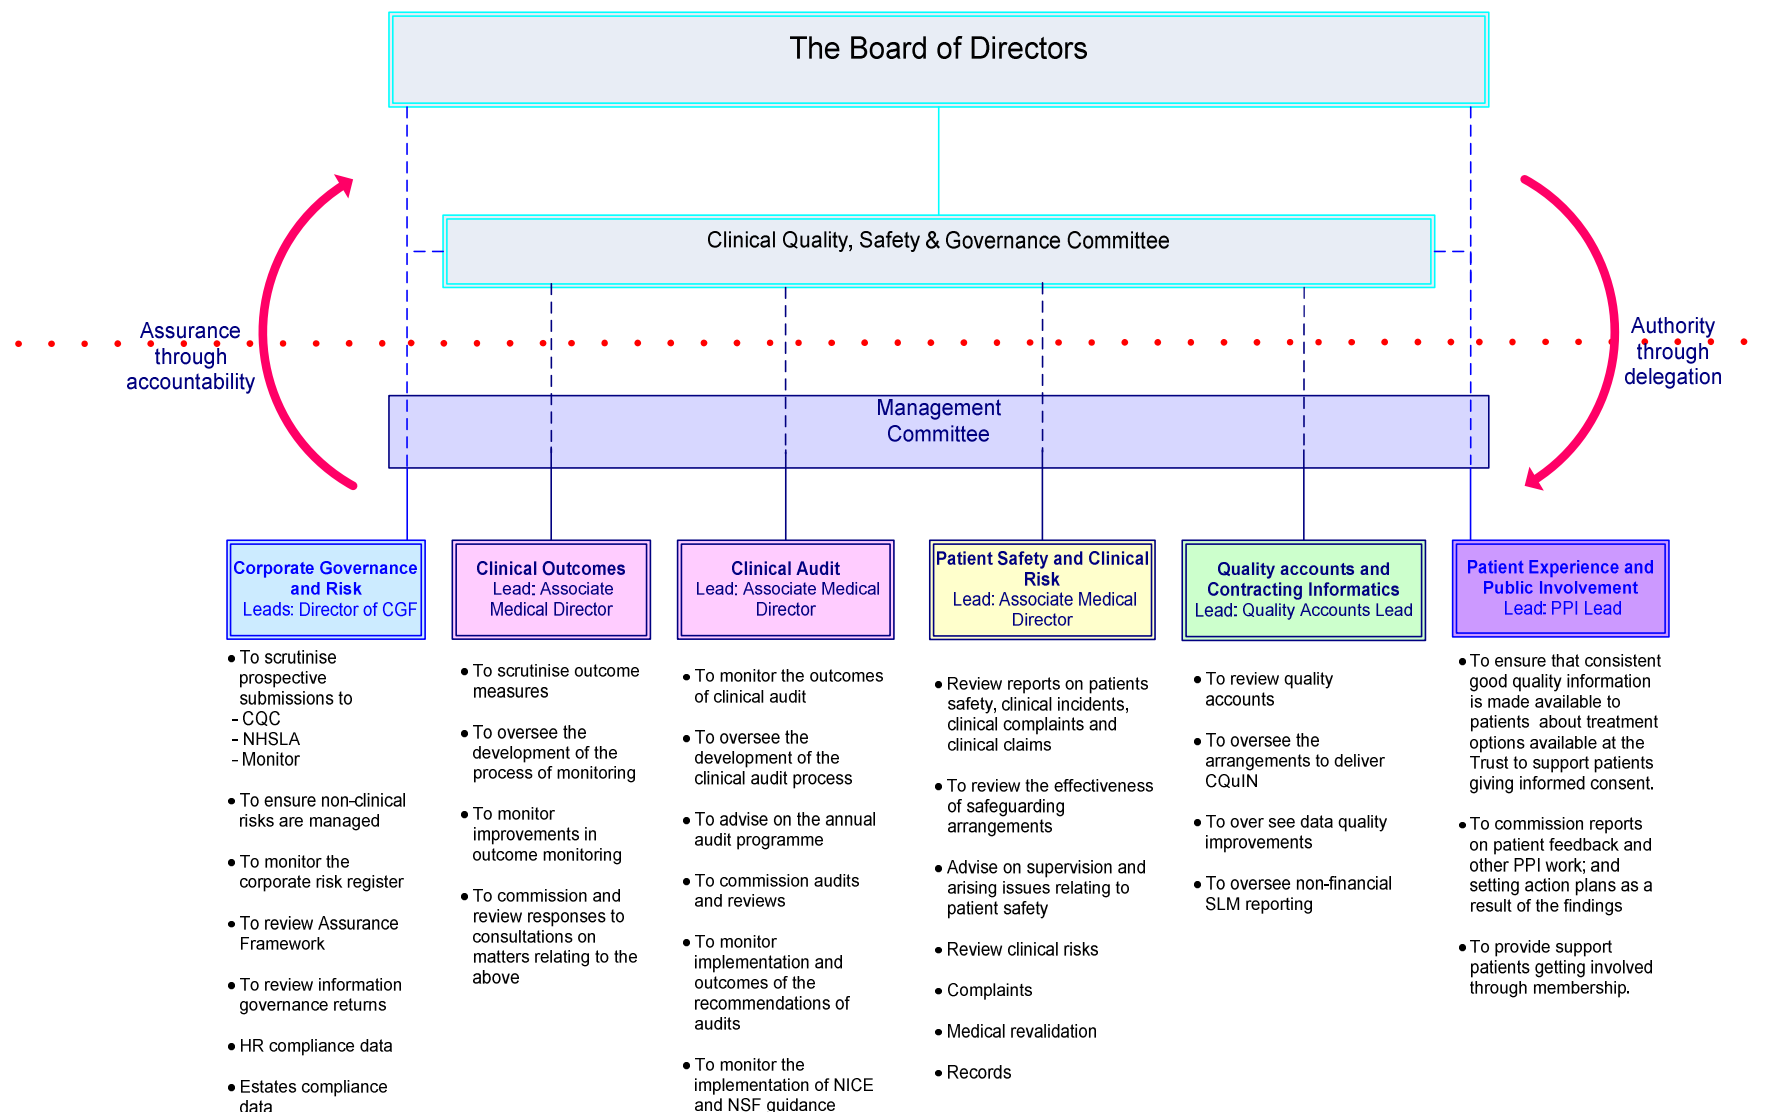 The Board of Directors
Clinical Quality, Safety & Governance Committee
Assurance
through
accountability
Authority
through
delegation
Management
Committee
Corporate Governance
and Risk
Leads: Director of CGF
● To scrutinise
prospective
submissions to
- CQC
- NHSLA
- Monitor
● To ensure non-clinical
risks are managed
● To monitor the
corporate risk register
● To review Assurance
Framework
● To review information
governance returns
● HR compliance data
● Estates compliance
data
Clinical Outcomes
Lead: Associate
Medical Director
● To scrutinise outcome
measures
● To oversee the
development of the
process of monitoring
● To monitor
improvements in
outcome monitoring
● To commission and
review responses to
consultations on
matters relating to the
above
Clinical Audit
Lead: Associate Medical
Director
● To monitor the outcomes
of clinical audit
● To oversee the
development of the
clinical audit process
● To advise on the annual
audit programme
● To commission audits
and reviews
● To monitor
implementation and
outcomes of the
recommendations of
audits
● To monitor the
implementation of NICE
and NSF guidance
Patient Safety and Clinical
Risk
Lead: Associate Medical
Director
● Review reports on patients
safety, clinical incidents,
clinical complaints and
clinical claims
● To review the effectiveness
of safeguarding
arrangements
● Advise on supervision and
arising issues relating to
patient safety
● Review clinical risks
● Complaints
● Medical revalidation
● Records
Quality accounts and
Contracting Informatics
Lead: Quality Accounts Lead
● To review quality
accounts
● To oversee the
arrangements to deliver
CQuIN
● To over see data quality
improvements
● To oversee non-financial
SLM reporting
Patient Experience and
Public Involvement
Lead: PPI Lead
● To ensure that consistent
good quality information
is made available to
patients about treatment
options available at the
Trust to support patients
giving informed consent.
● To commission reports
on patient feedback and
other PPI work; and
setting action plans as a
result of the findings
● To provide support
patients getting involved
through membership.